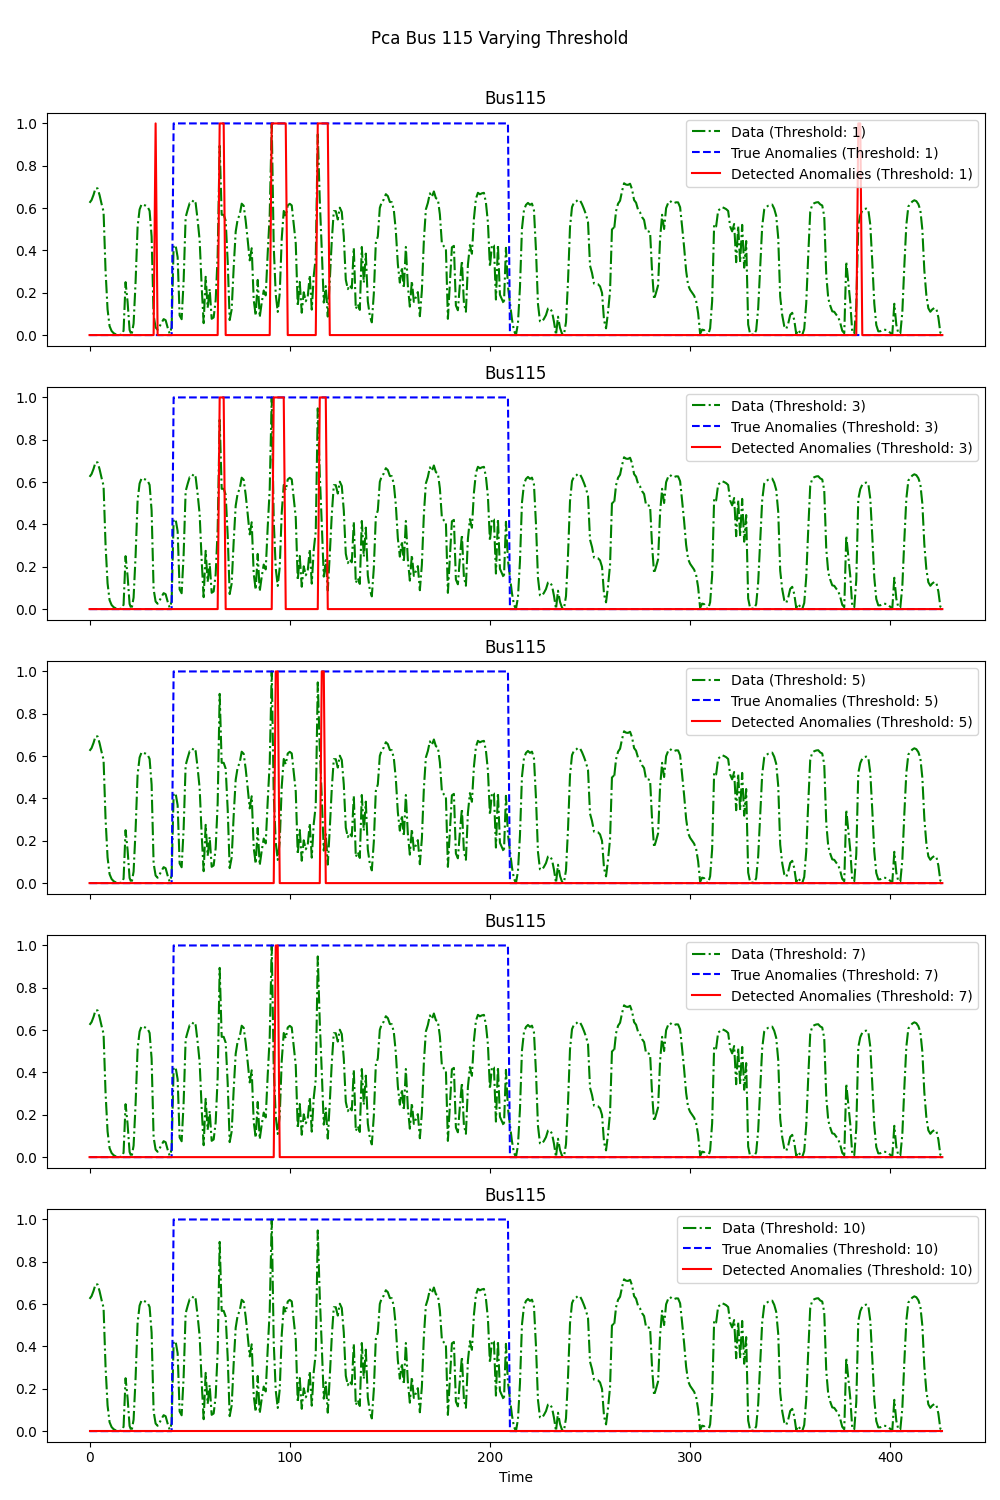 Pca Bus 115 Varying Threshold
Bus115
1.0
0.8
0.6
0.4
0.2
0.0
Data (Threshold: 1)
True Anomalies (Threshold: 1)
Detected Anomalies (Threshold: 1)
Bus115
1.0
0.8
0.6
0.4
0.2
0.0
Data (Threshold: 3)
True Anomalies (Threshold: 3)
Detected Anomalies (Threshold: 3)
Bus115
1.0
0.8
0.6
0.4
0.2
0.0
Data (Threshold: 5)
True Anomalies (Threshold: 5)
Detected Anomalies (Threshold: 5)
Bus115
1.0
0.8
0.6
0.4
0.2
0.0
Data (Threshold: 7)
True Anomalies (Threshold: 7)
Detected Anomalies (Threshold: 7)
Bus115
1.0
0.8
0.6
0.4
0.2
0.0
Data (Threshold: 10)
True Anomalies (Threshold: 10)
Detected Anomalies (Threshold: 10)
0 100 200 300 400
Time